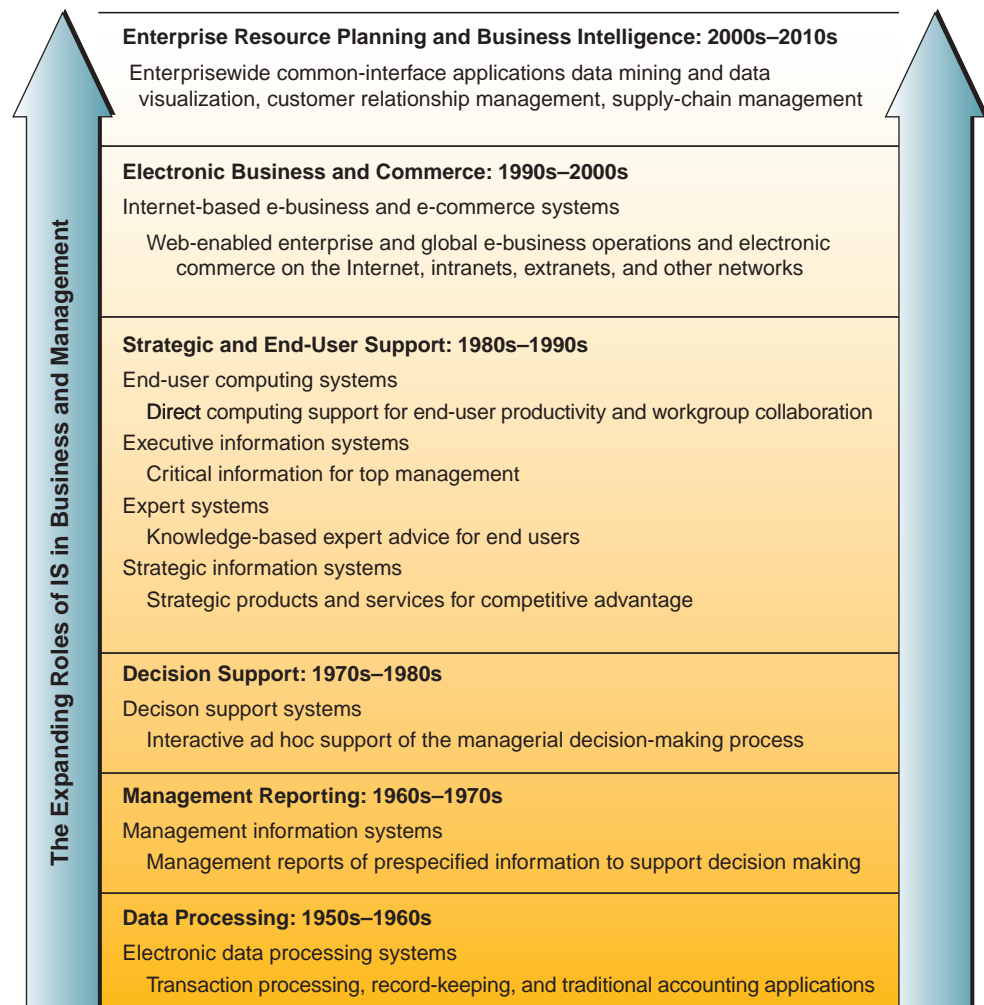 Enterprise Resource Planning and Business Intelligence: 2000s–2010s
Enterprisewide common-interface applications data mining and data
visualization, customer relationship management, supply-chain management
Electronic Business and Commerce: 1990s–2000s
Internet-based e-business and e-commerce systems
Web-enabled enterprise and global e-business operations and electronic
commerce on the Internet, intranets, extranets, and other networks
The Expanding Roles of IS in Business and Management
Strategic and End-User Support: 1980s–1990s
End-user computing systems
Direct computing support for end-user productivity and workgroup collaboration
Executive information systems
Critical information for top management
Expert systems
Knowledge-based expert advice for end users
Strategic information systems
Strategic products and services for competitive advantage
Decision Support: 1970s–1980s
Decison support systems
Interactive ad hoc support of the managerial decision-making process
Management Reporting: 1960s–1970s
Management information systems
Management reports of prespecified information to support decision making
Data Processing: 1950s–1960s
Electronic data processing systems
Transaction processing, record-keeping, and traditional accounting applications